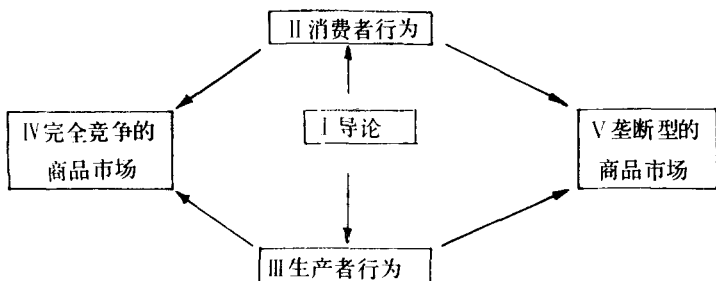 Ⅱ消费者行为
Ⅳ完全竞争的
商品市场
Ⅰ导论
Ⅴ垄断型的
商品市场
Ⅲ生产者行为